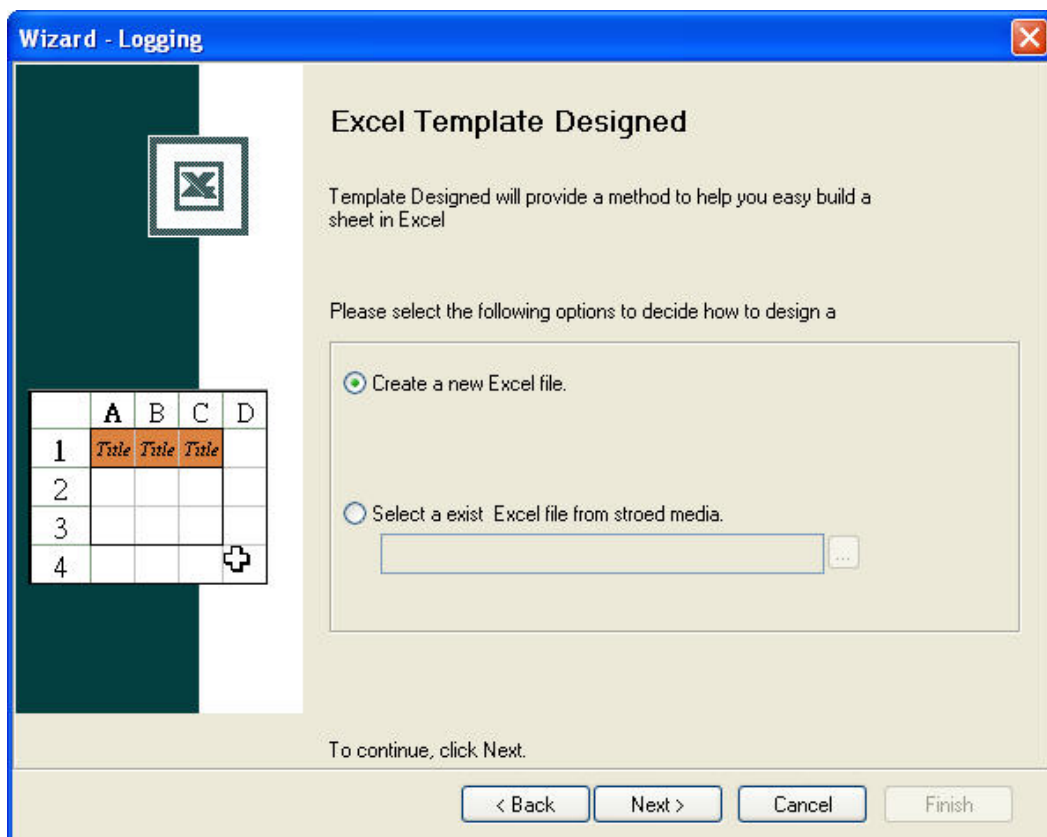 Wizard - Logging
Excel Template Designed
Template Designed will provide a method to help you easy build a
sheet in Excel
Please select the following options to decide how to design a
Create a new Excel file.
A B C D
1 Title Title Title
2
3
4
Select a exist  Excel file from stroed media.
...
To continue, click Next.
< Back Next > Cancel Finish